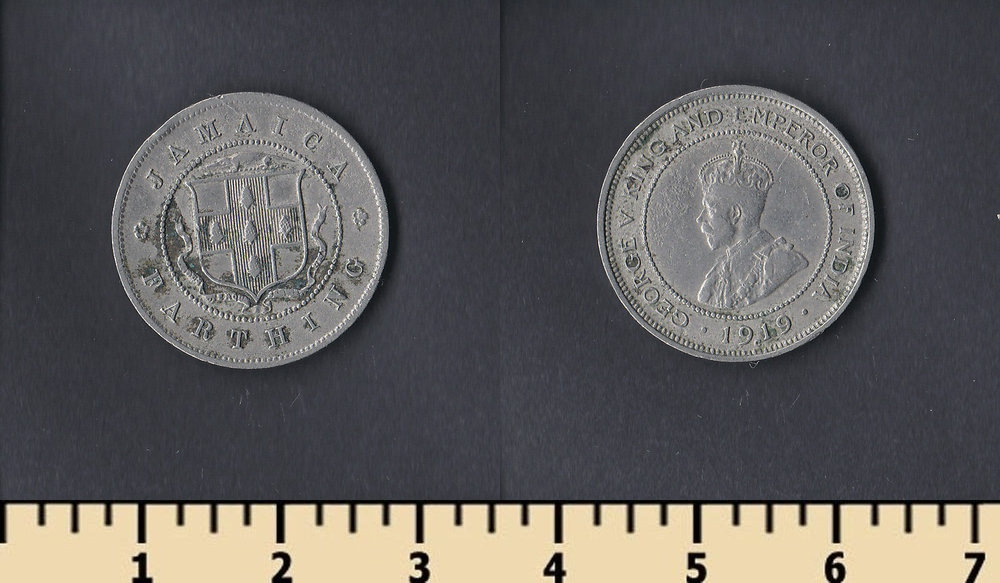 JAMAICA
FARTHING
GEORGE V KING AND EMPEROR OF INDIA
1919
1 2 3 4 5 6 7